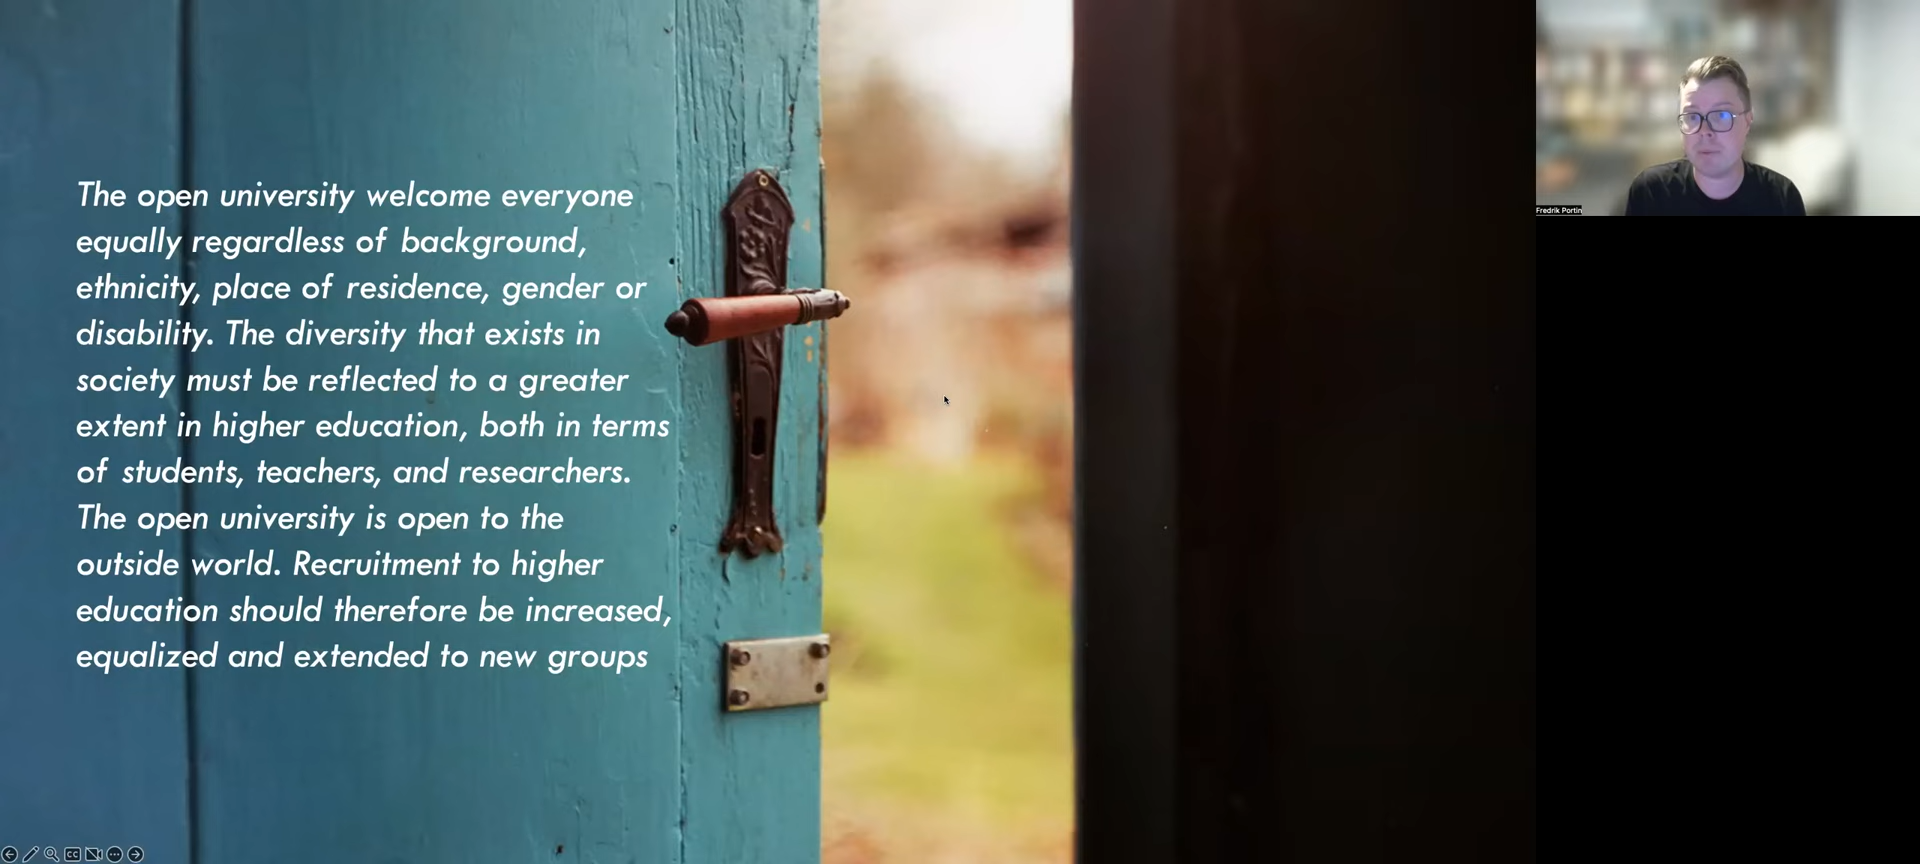 The open university welcome everyone
equally regardless of background,
ethnicity, place of residence, gender or
disability. The diversity that exists in
society must be reflected to a greater
extent in higher education, both in terms
of students, teachers, and researchers.
The open university is open to the
outside world. Recruitment to higher
education should therefore be increased,
equalized and extended to new groups
Fredrik Portin
CC